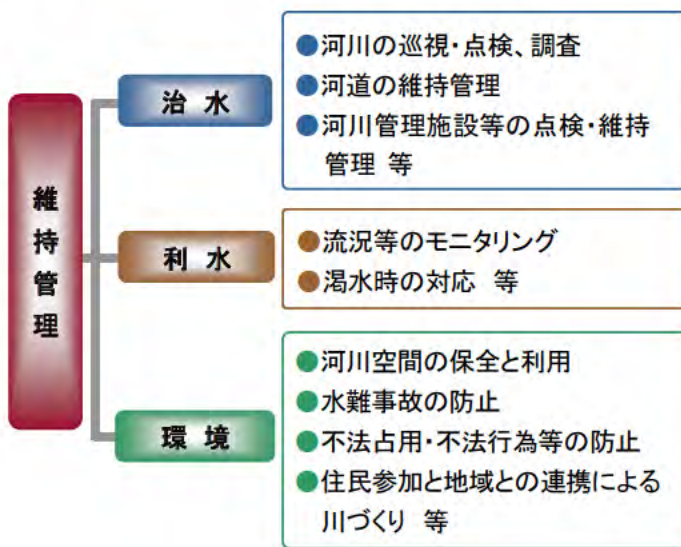 維持管理
治水
●河川の巡視・点検、調査
●河道の維持管理
●河川管理施設等の点検・維持
管理 等
利水
●流況等のモニタリング
●渇水時の対応 等
環境
●河川空間の保全と利用
●水難事故の防止
●不法占用・不法行為等の防止
●住民参加と地域との連携による
川づくり 等